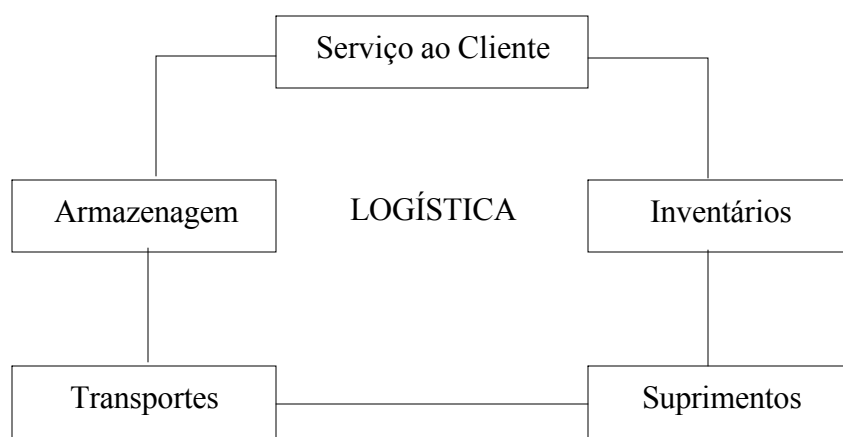 Serviço ao Cliente
Armazenagem
LOGÍSTICA
Inventários
Transportes
Suprimentos